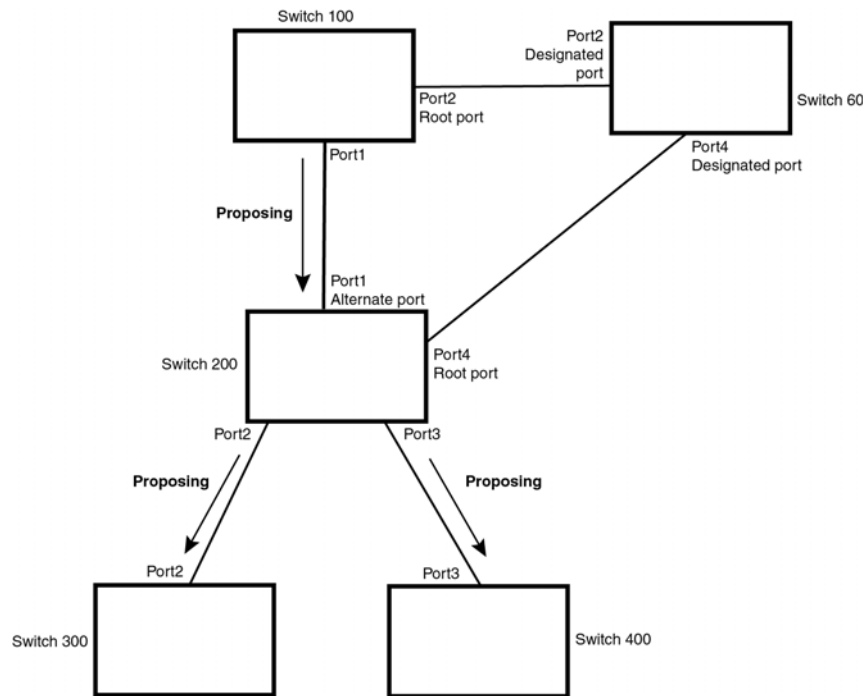 Switch 100
Port2
Designated
port
Switch 60
Port2
Root port
Port1
Port4
Designated port
Proposing
Port1
Alternate port
Switch 200
Port4
Root port
Port2
Port3
Proposing
Proposing
Port2
Port3
Switch 300
Switch 400